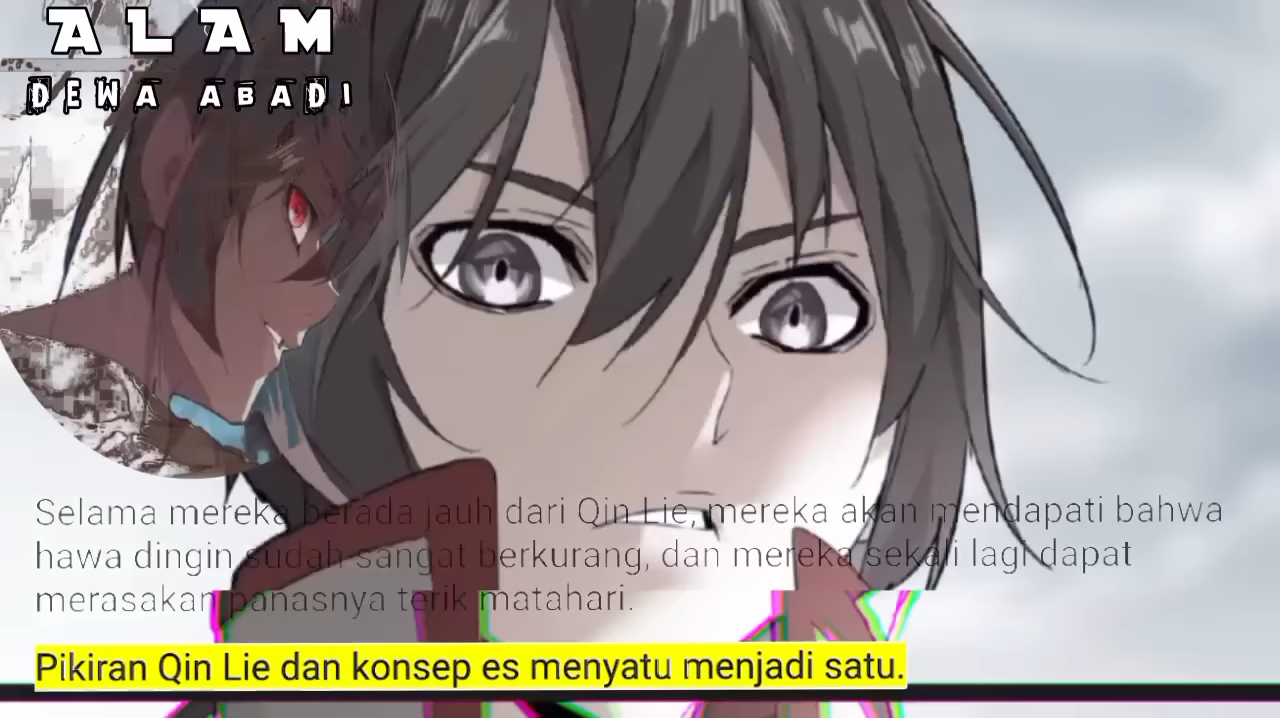 ALAM
DEWA ABADI
Selama mereka berada jauh dari Qin Lie, mereka akan mendapati bahwa
hawa dingin sudah sangat berkurang, dan mereka sekali lagi dapat
merasakan panasnya terik matahari.
Pikiran Qin Lie dan konsep es menyatu menjadi satu.